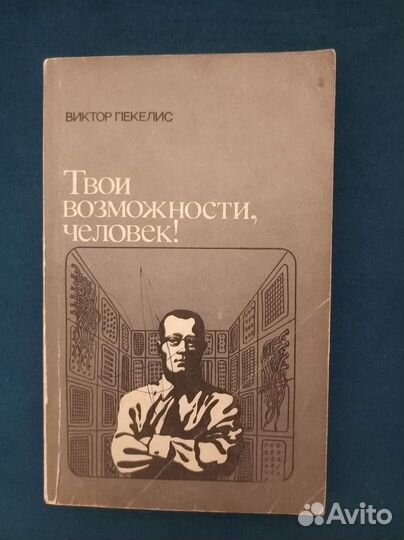 ВИКТОР ПЕКЕЛИС
Твои
возможности,
человек!
Avito